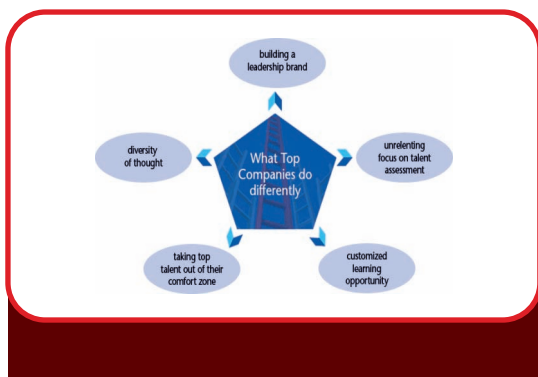 building a
leadership brand
diversity
of thought
What Top
Companies do
differently
unrelenting
focus on talent
assessment
taking top
talent out of their
comfort zone
customized
learning
opportunity